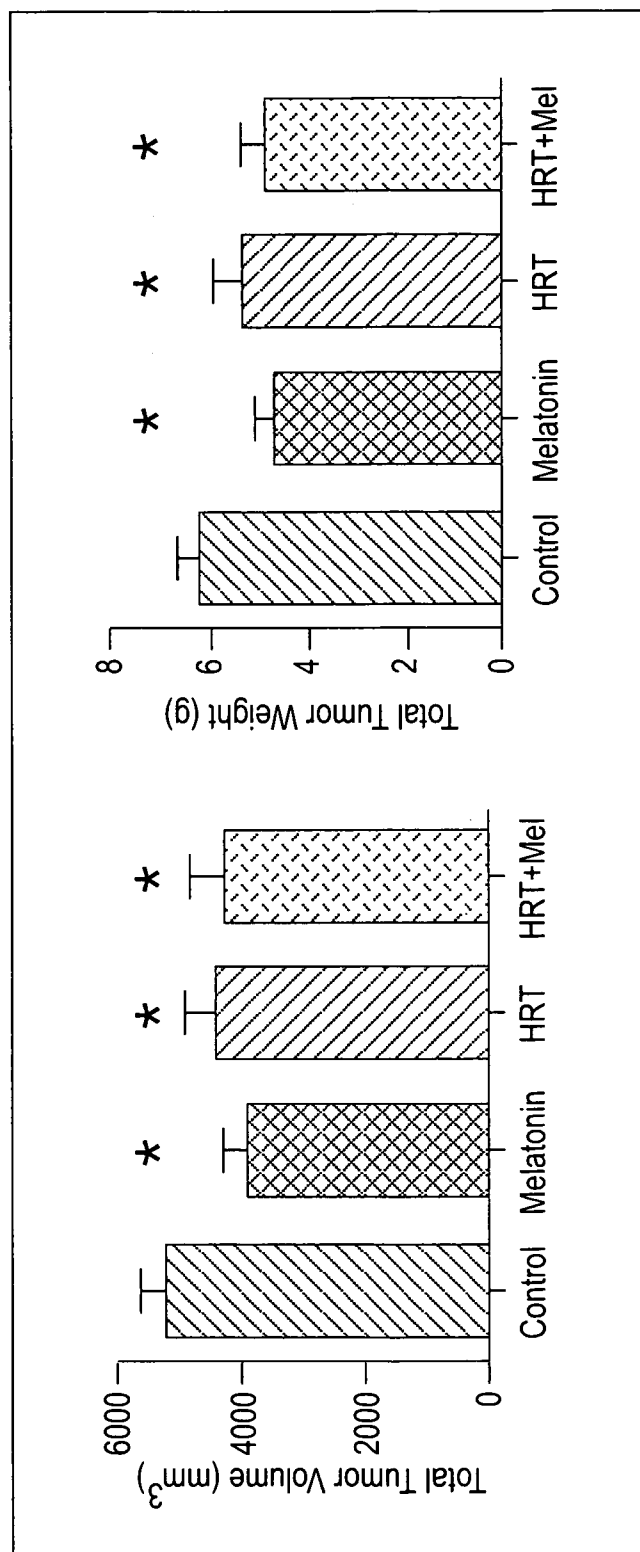 Total Tumor Volume (mm³)
6000
4000
2000
0
* * *
Control Melatonin HRT HRT+Mel
Total Tumor Weight (g)
8
6
4
2
0
* * *
Control Melatonin HRT HRT+Mel